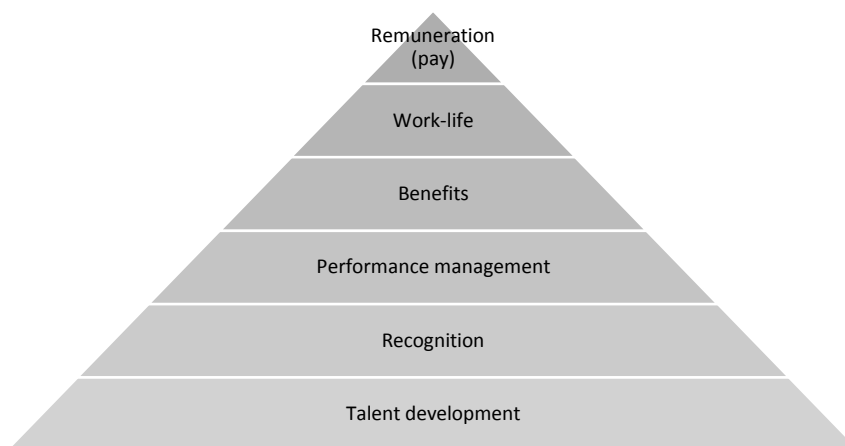 Remuneration
(pay)
Work-life
Benefits
Performance management
Recognition
Talent development